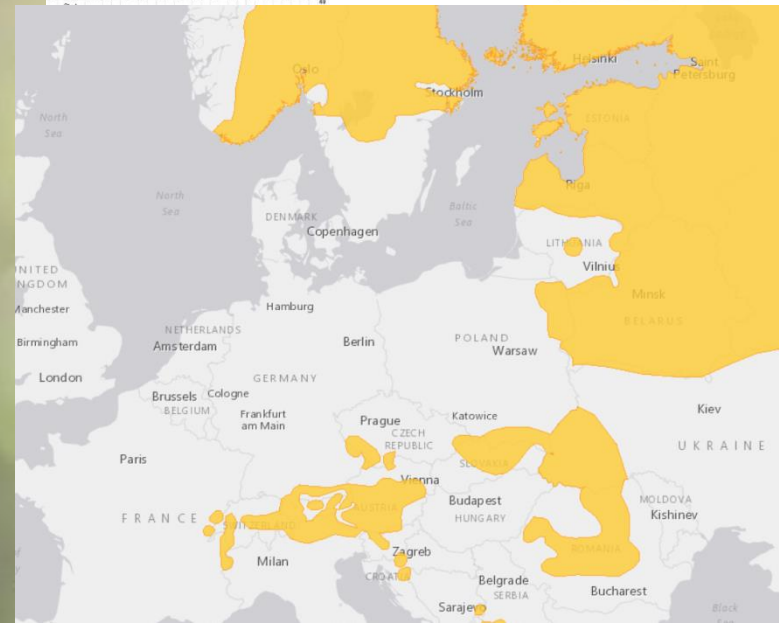 Oslo
Helsinki
Saint
Petersburg
Stockholm
North
Sea
ESTONIA
Riga
North
Sea
Baltic
Sea
DENMARK
Copenhagen
LITHUANIA
Vilnius
UNITED
KINGDOM
Minsk
BELARUS
Manchester
Hamburg
Birmingham
NETHERLANDS
Amsterdam
Berlin
POLAND
Warsaw
London
GERMANY
Brussels
Cologne
BELGIUM
Frankfurt
am Main
Prague
Katowice
Kiev
CZECH
REPUBLIC
UKRAINE
Paris
SLOVAKIA
Vienna
Budapest
MOLDOVA
FRANCE
SWITZERLAND
AUSTRIA
HUNGARY
Kishinev
Milan
Zagreb
ROMANIA
CROATIA
Belgrade
SERBIA
Bucharest
Sarajevo
Black
Sea